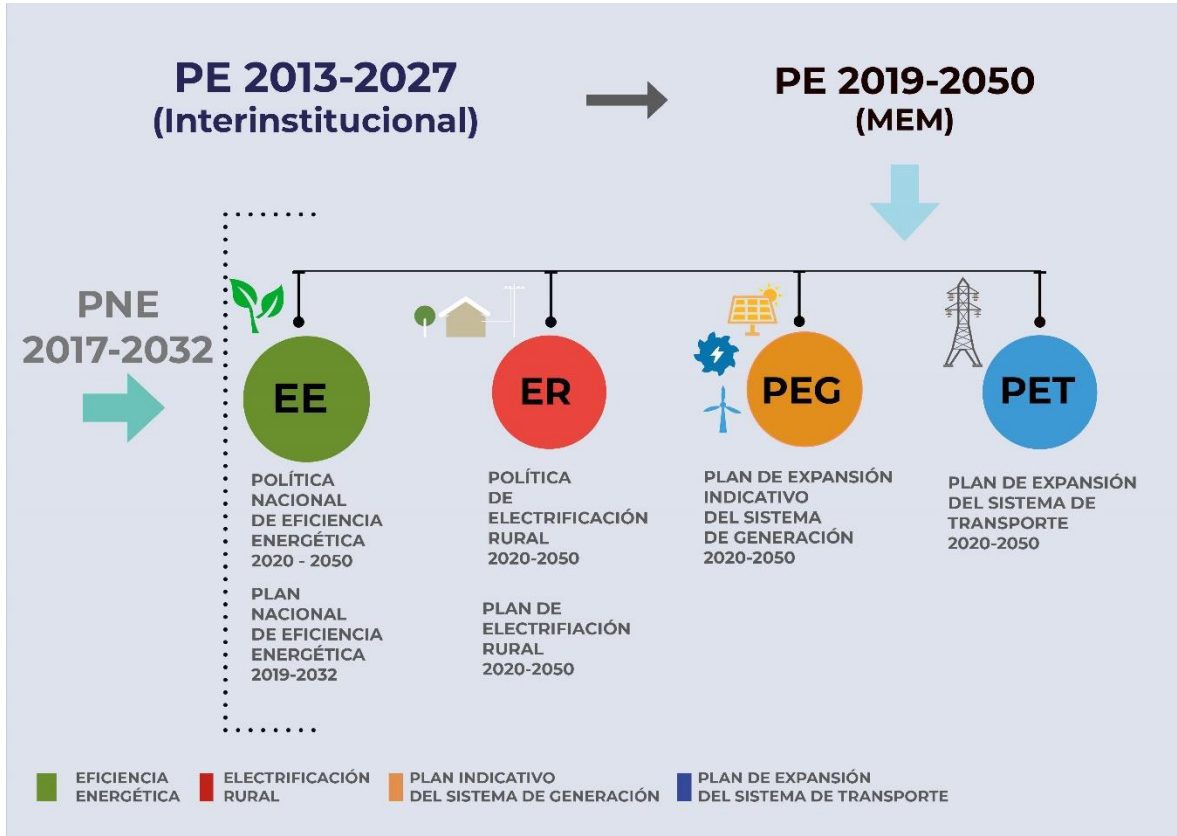 PE 2013-2027
(Interinstitucional)
PE 2019-2050
(MEM)
PNE
2017-2032
EE
POLÍTICA
NACIONAL
DE EFICIENCIA
ENERGÉTICA
2020 - 2050
PLAN
NACIONAL
DE EFICIENCIA
ENERGÉTICA
2019-2032
ER
POLÍTICA
DE
ELECTRIFICACIÓN
RURAL
2020-2050
PLAN DE
ELECTRIFIACIÓN
RURAL
2020-2050
PEG
PLAN DE EXPANSIÓN
INDICATIVO
DEL SISTEMA
DE GENERACIÓN
2020-2050
PET
PLAN DE EXPANSIÓN
DEL SISTEMA DE
TRANSPORTE
2020-2050
EFICIENCIA
ENERGÉTICA
ELECTRIFICACIÓN
RURAL
PLAN INDICATIVO
DEL SISTEMA DE GENERACIÓN
PLAN DE EXPANSIÓN
DEL SISTEMA DE TRANSPORTE